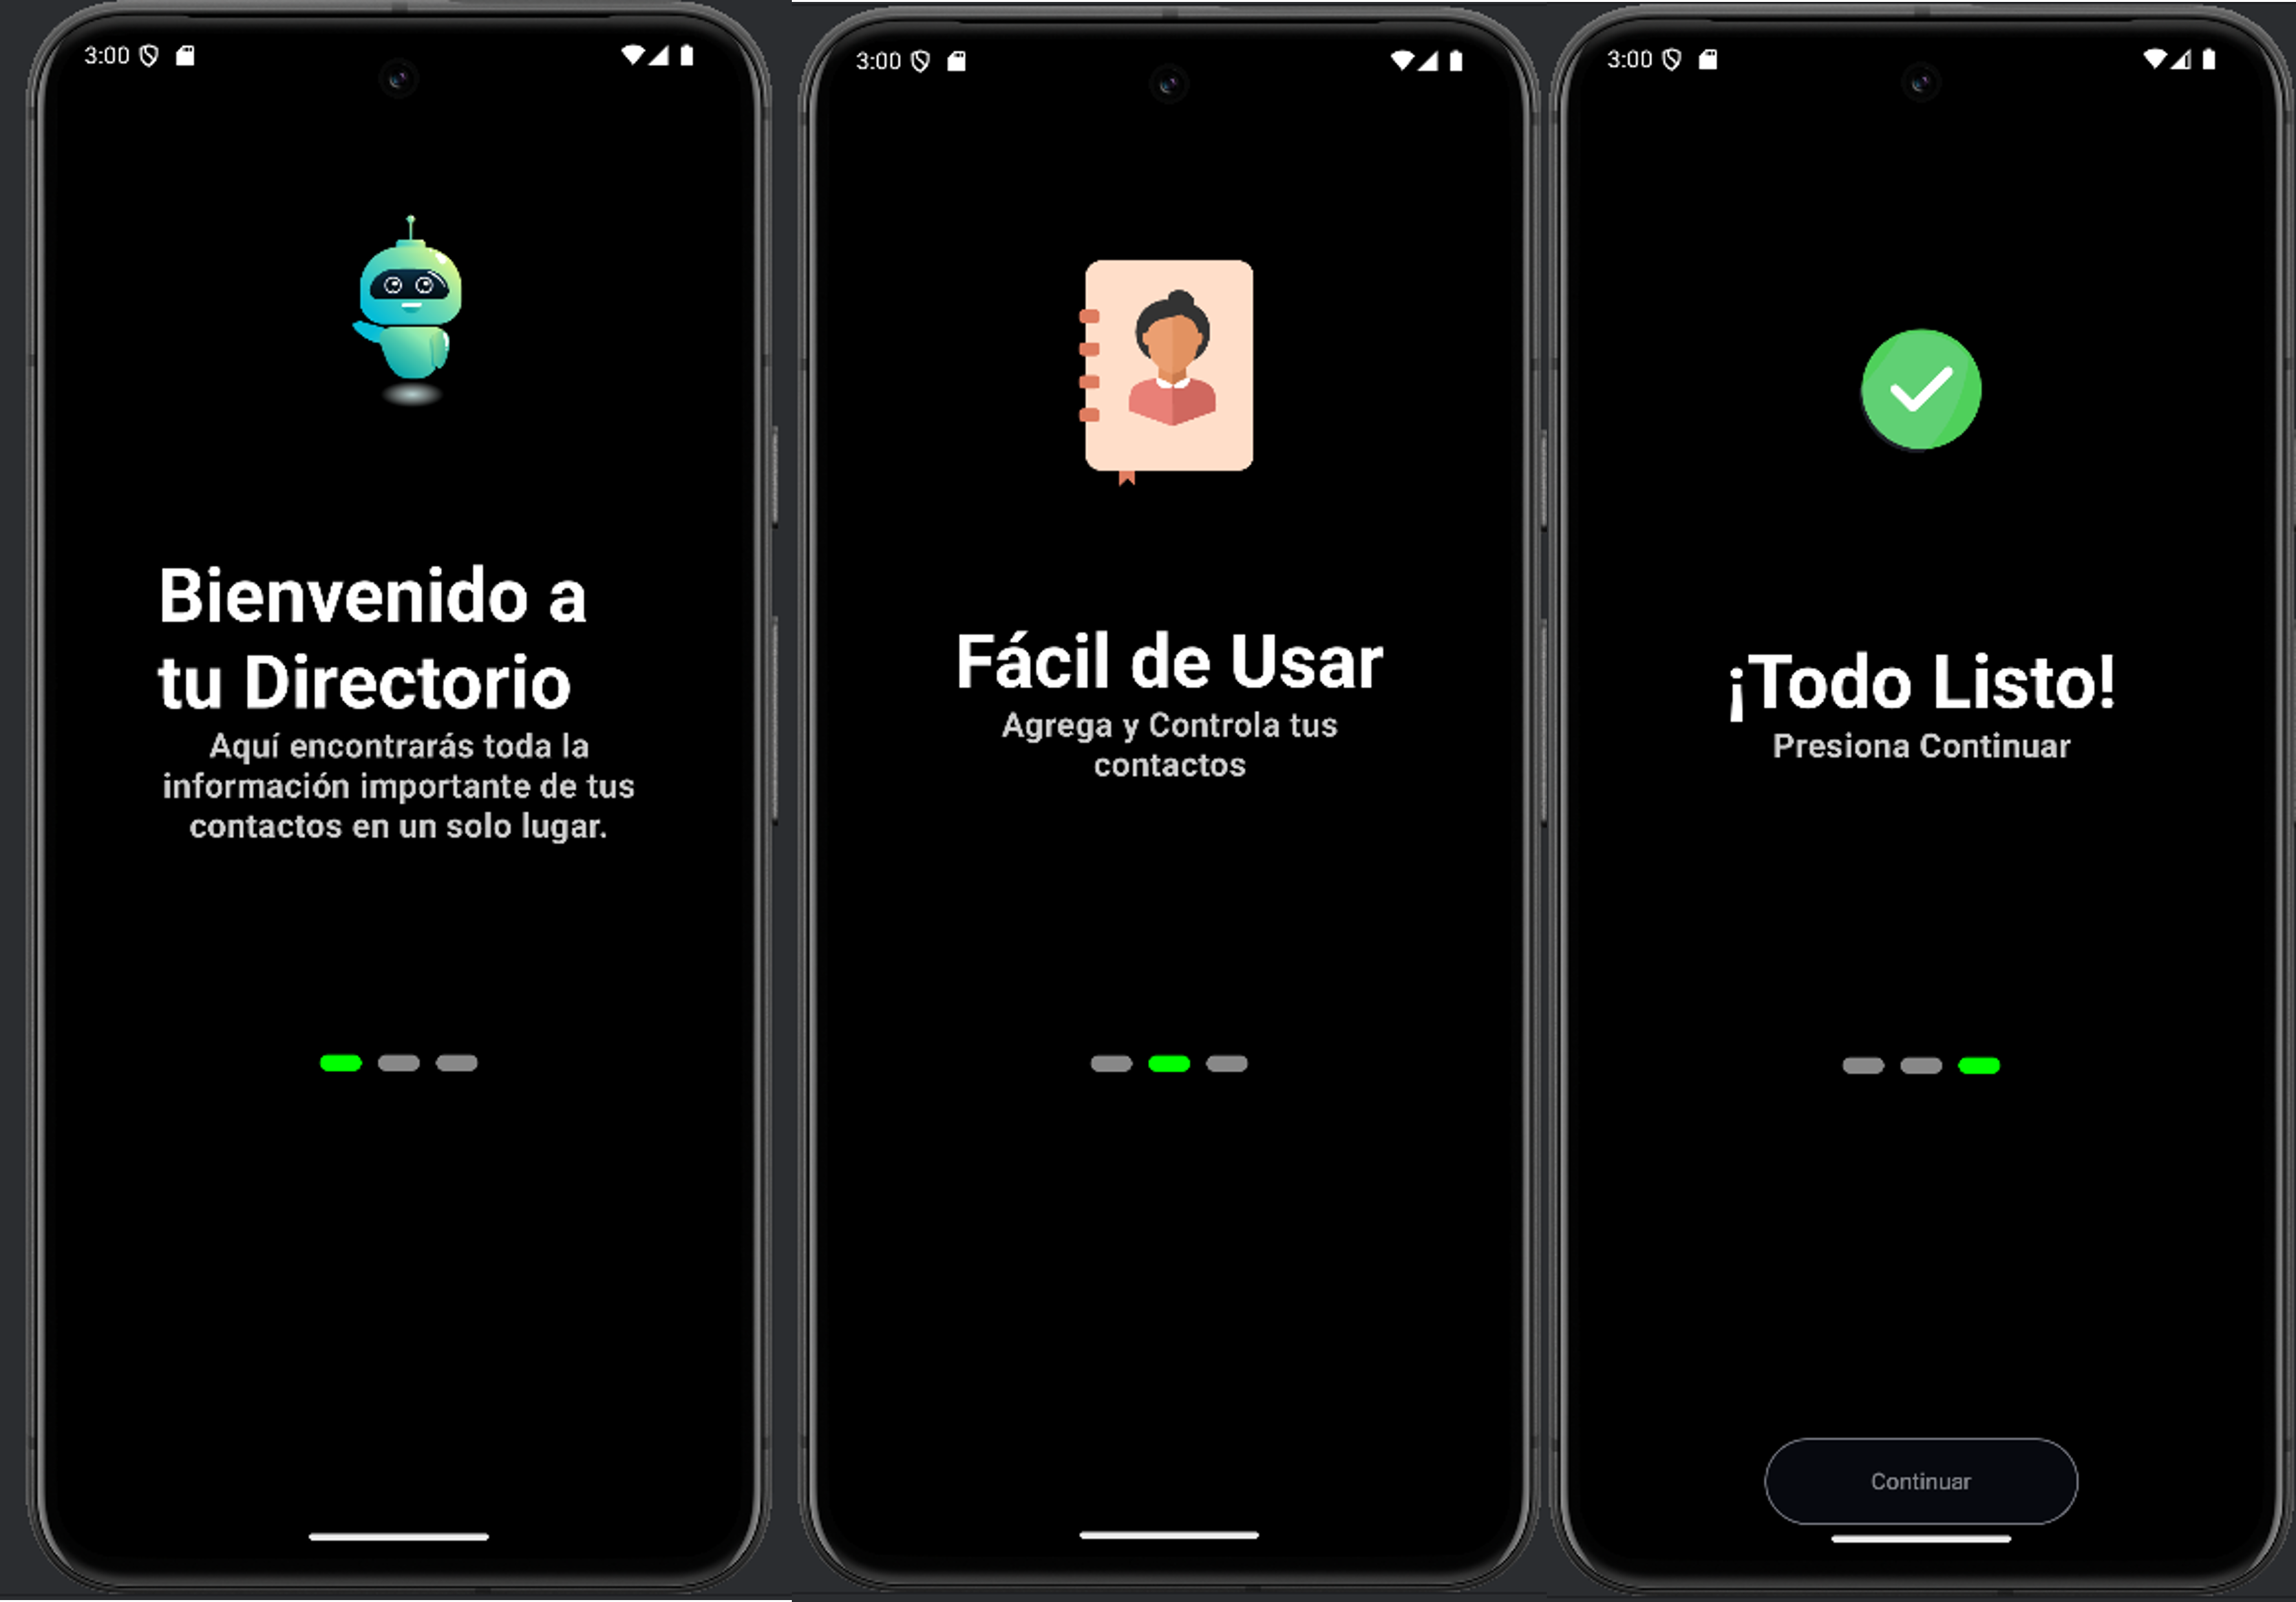 3:00
Bienvenido a
tu Directorio
Aquí encontrarás toda la
información importante de tus
contactos en un solo lugar.
3:00
Fácil de Usar
Agrega y Controla tus
contactos
3:00
¡Todo Listo!
Presiona Continuar
Continuar